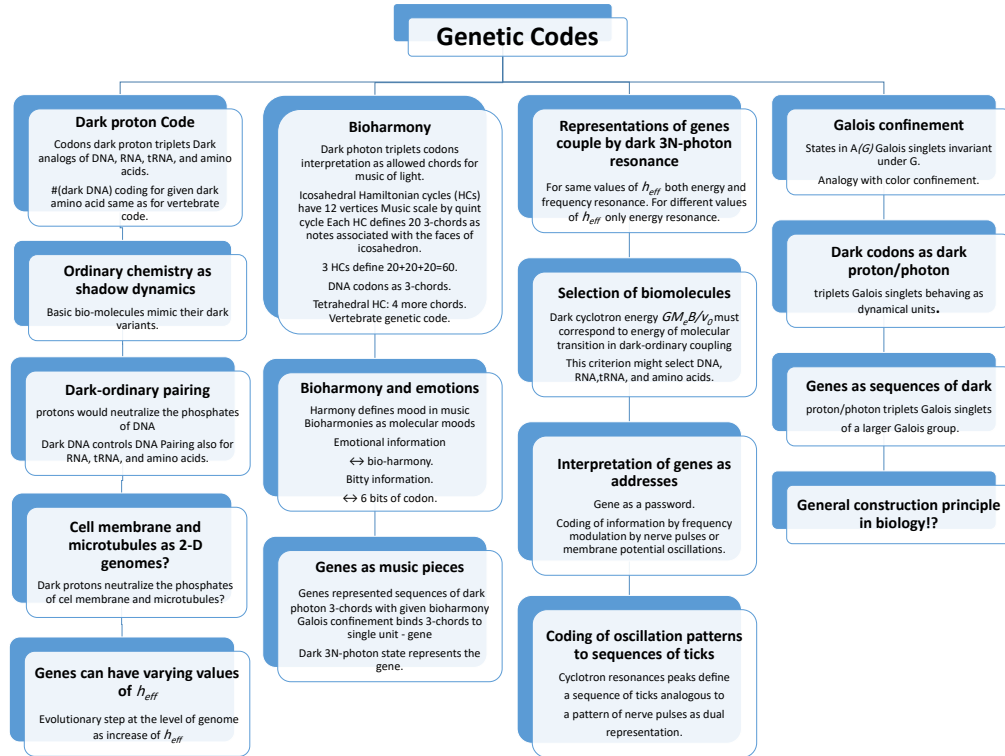 Genetic Codes
Dark proton Code
Codons dark proton triplets Dark
analogs of DNA, RNA, tRNA, and amino
acids.
#(dark DNA) coding for given dark
amino acid same as for vertebrate
code.
Ordinary chemistry as
shadow dynamics
Basic bio-molecules mimic their dark
variants.
Dark-ordinary pairing
protons would neutralize the phosphates
of DNA
Dark DNA controls DNA Pairing also for
RNA, tRNA, and amino acids.
Cell membrane and
microtubules as 2-D
genomes?
Dark protons neutralize the phosphates
of cel membrane and microtubules?
Genes can have varying values
of h_eff
Evolutionary step at the level of genome
as increase of h_eff
Bioharmony
Dark photon triplets codons
interpretation as allowed chords for
music of light.
Icosahedral Hamiltonian cycles (HCs)
have 12 vertices Music scale by quint
cycle Each HC defines 20 3-chords as
notes associated with the faces of
icosahedron.
3 HCs define 20+20+20=60.
DNA codons as 3-chords.
Tetrahedral HC: 4 more chords.
Vertebrate genetic code.
Bioharmony and emotions
Harmony defines mood in music
Bioharmonies as molecular moods
Emotional information
↔ bio-harmony.
Bitty information.
↔ 6 bits of codon.
Genes as music pieces
Genes represented sequences of dark
photon 3-chords with given bioharmony
Galois confinement binds 3-chords to
single unit - gene
Dark 3N-photon state represents the
gene.
Representations of genes
couple by dark 3N-photon
resonance
For same values of h_eff both energy and
frequency resonance. For different values
of h_eff only energy resonance.
Selection of biomolecules
Dark cyclotron energy GM_eB/v_0 must
correspond to energy of molecular
transition in dark-ordinary coupling
This criterion might select DNA,
RNA,tRNA, and amino acids.
Interpretation of genes as
addresses
Gene as a password.
Coding of information by frequency
modulation by nerve pulses or
membrane potential oscillations.
Coding of oscillation patterns
to sequences of ticks
Cyclotron resonances peaks define
a sequence of ticks analogous to
a pattern of nerve pulses as dual
representation.
Galois confinement
States in A(G) Galois singlets invariant
under G.
Analogy with color confinement.
Dark codons as dark
proton/photon
triplets Galois singlets behaving as
dynamical units.
Genes as sequences of dark
proton/photon triplets Galois singlets
of a larger Galois group.
General construction principle
in biology!?